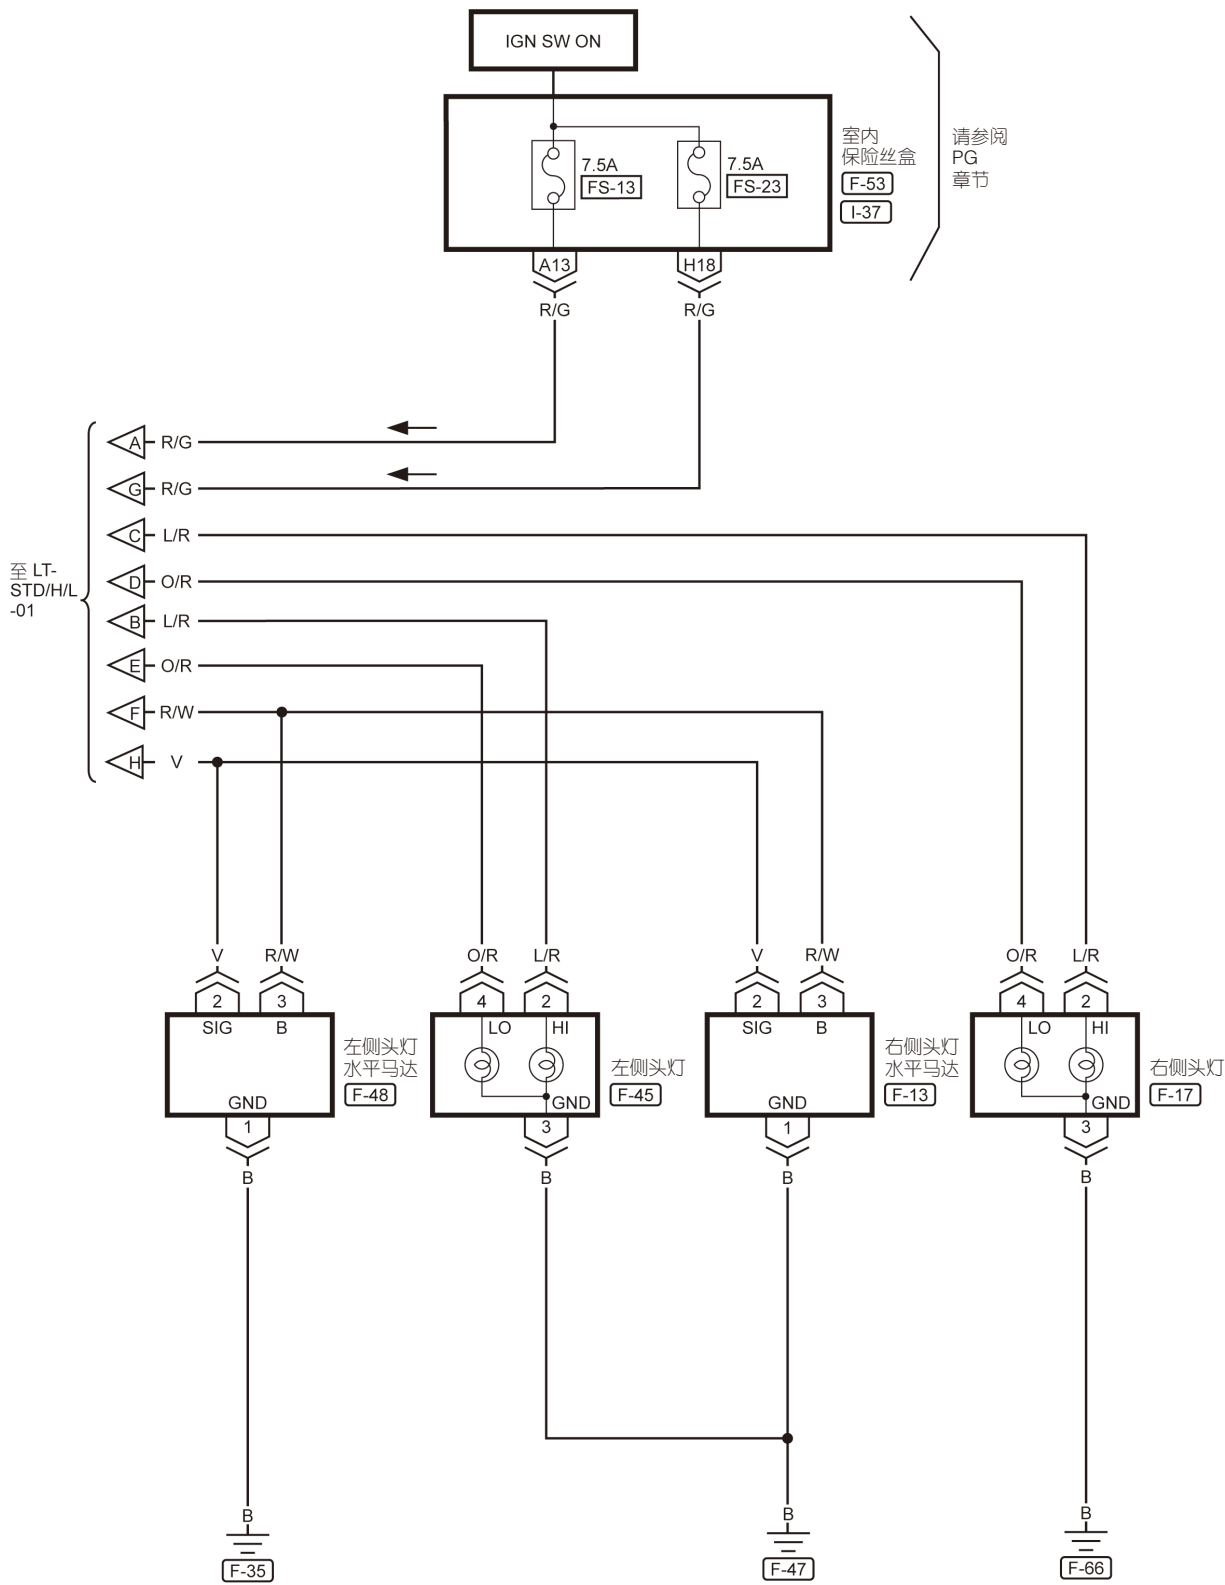 IGN SW ON
室内
保险丝盒
F-53
I-37
请参阅
PG
章节
7.5A
FS-13
7.5A
FS-23
A13
H18
R/G
R/G
至 LT-
STD/H/L
-01
A R/G
G R/G
C L/R
D O/R
B L/R
E O/R
F R/W
H V
V R/W O/R L/R V R/W O/R L/R
2 3 4 2 2 3 4 2
SIG B LO HI SIG B LO HI
左侧头灯
水平马达
F-48
左侧头灯
F-45
右侧头灯
水平马达
F-13
右侧头灯
F-17
GND GND GND GND
1 3 1 3
B B B B
B B B
F-35 F-47 F-66